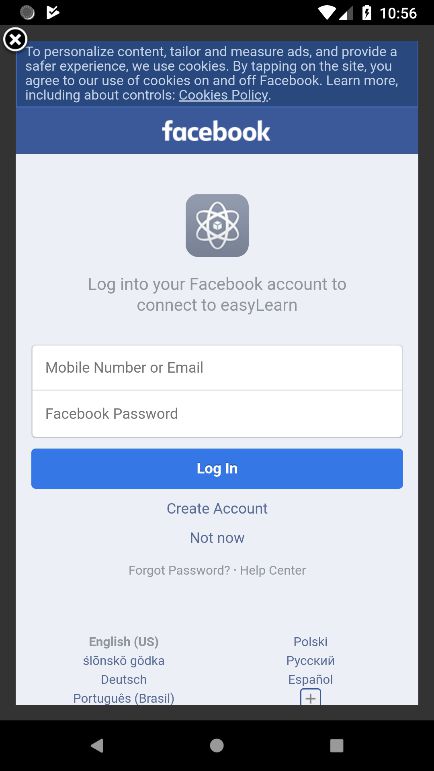 10:56
To personalize content, tailor and measure ads, and provide a
safer experience, we use cookies. By tapping on the site, you
agree to our use of cookies on and off Facebook. Learn more,
including about controls: Cookies Policy.
facebook
Log into your Facebook account to
connect to easyLearn
Mobile Number or Email
Facebook Password
Log In
Create Account
Not now
Forgot Password? · Help Center
English (US) Polski
ślōnskŏ gŏdka Русский
Deutsch Español
Português (Brasil)